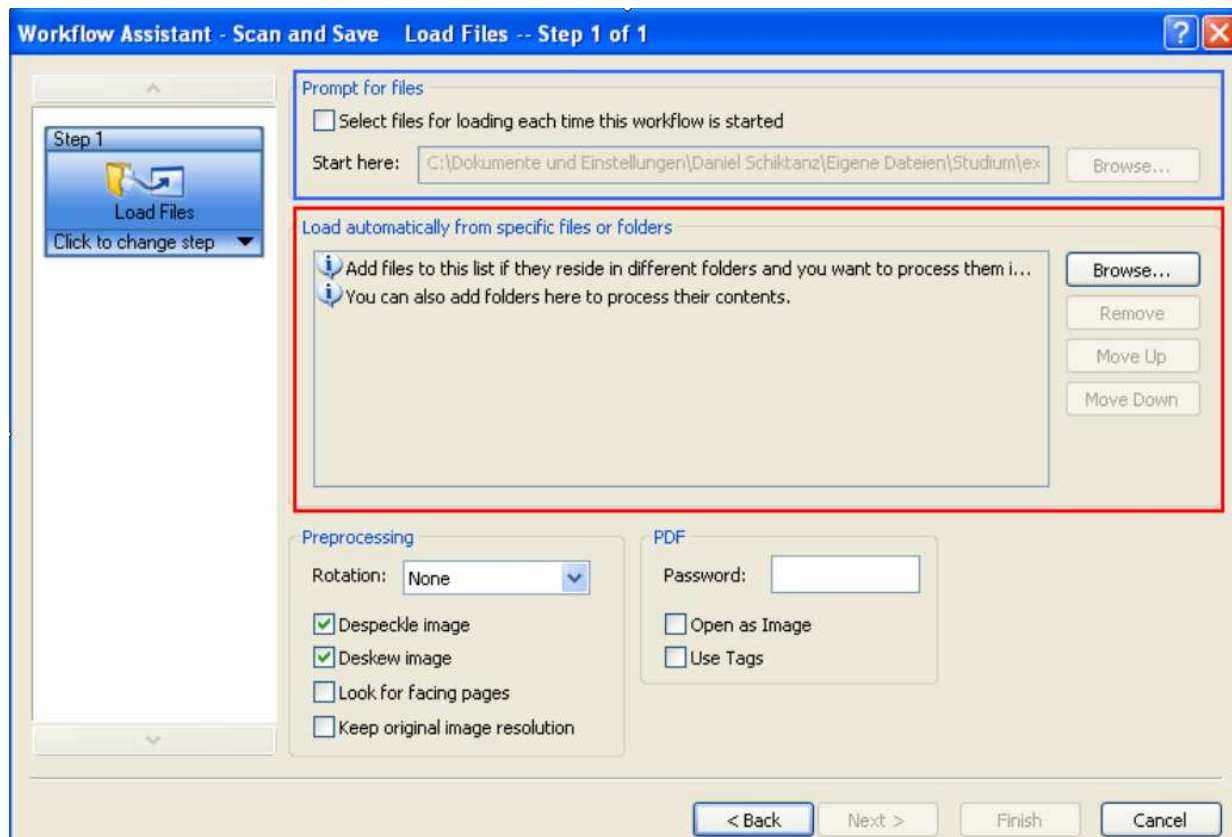 Workflow Assistant - Scan and Save Load Files -- Step 1 of 1
Step 1
Load Files
Click to change step
Prompt for files
Select files for loading each time this workflow is started
Start here: C:\Dokumente und Einstellungen\Daniel Schiktanz\Eigene Dateien\Studium\ex Browse...
Load automatically from specific files or folders
Add files to this list if they reside in different folders and you want to process them i...
You can also add folders here to process their contents.
Browse...
Remove
Move Up
Move Down
Preprocessing
Rotation: None
Despeckle image
Deskew image
Look for facing pages
Keep original image resolution
PDF
Password:
Open as Image
Use Tags
< Back Next > Finish Cancel